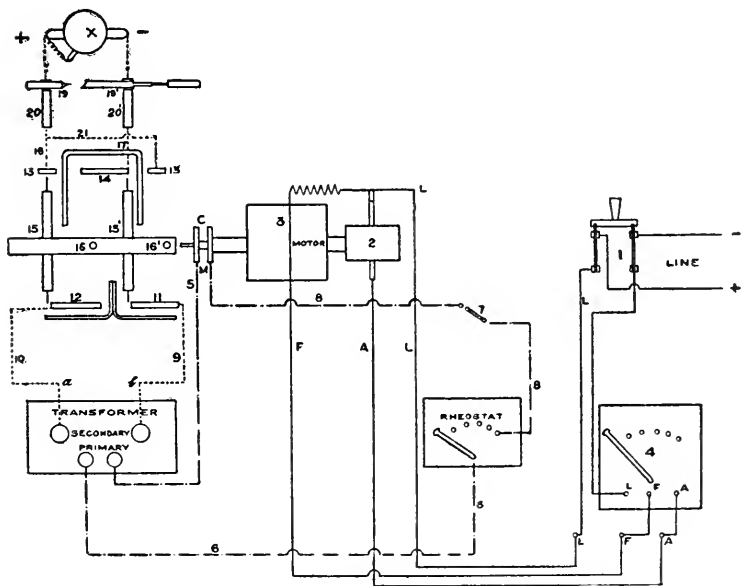 + X -
19 19'
20 20'
21
18 17
13 14 13
15 15' C 3 MOTOR 2 L
16 16' M
5
8 7
12 11
10 9 F A L
a b 8
1 -
LINE
L +
TRANSFORMER
SECONDARY
PRIMARY
RHEOSTAT
4
L F A
6 6
L F A